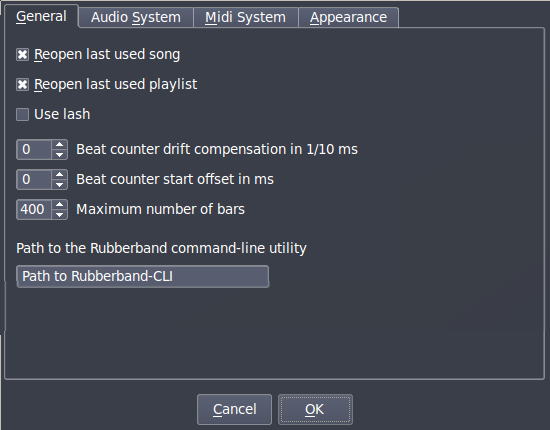 General Audio System Midi System Appearance
Reopen last used song
Reopen last used playlist
Use lash
0 Beat counter drift compensation in 1/10 ms
0 Beat counter start offset in ms
400 Maximum number of bars
Path to the Rubberband command-line utility
Path to Rubberband-CLI
Cancel OK